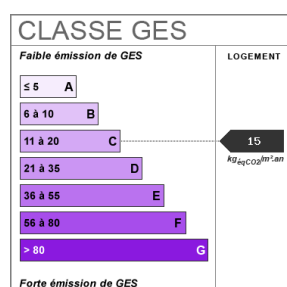 CLASSE GES
Faible émission de GES
LOGEMENT
≤ 5 A
6 à 10 B
11 à 20 C
15
kgéqCO2/m².an
21 à 35 D
36 à 55 E
56 à 80 F
> 80 G
Forte émission de GES